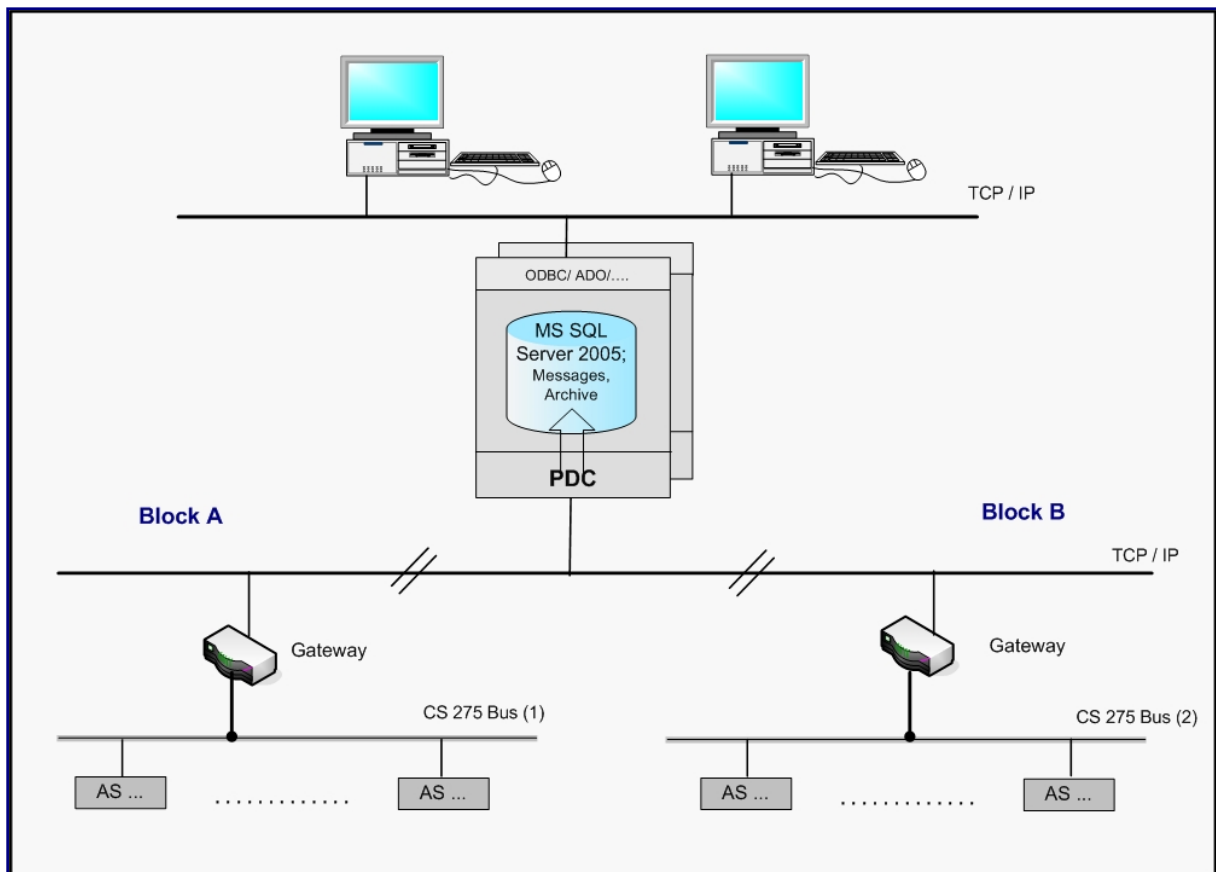 TCP / IP
ODBC/ ADO/....
MS SQL
Server 2005;
Messages,
Archive
PDC
Block A
Block B
TCP / IP
Gateway
Gateway
CS 275 Bus (1)
CS 275 Bus (2)
AS ...
..............
AS ...
AS ...
..............
AS ...